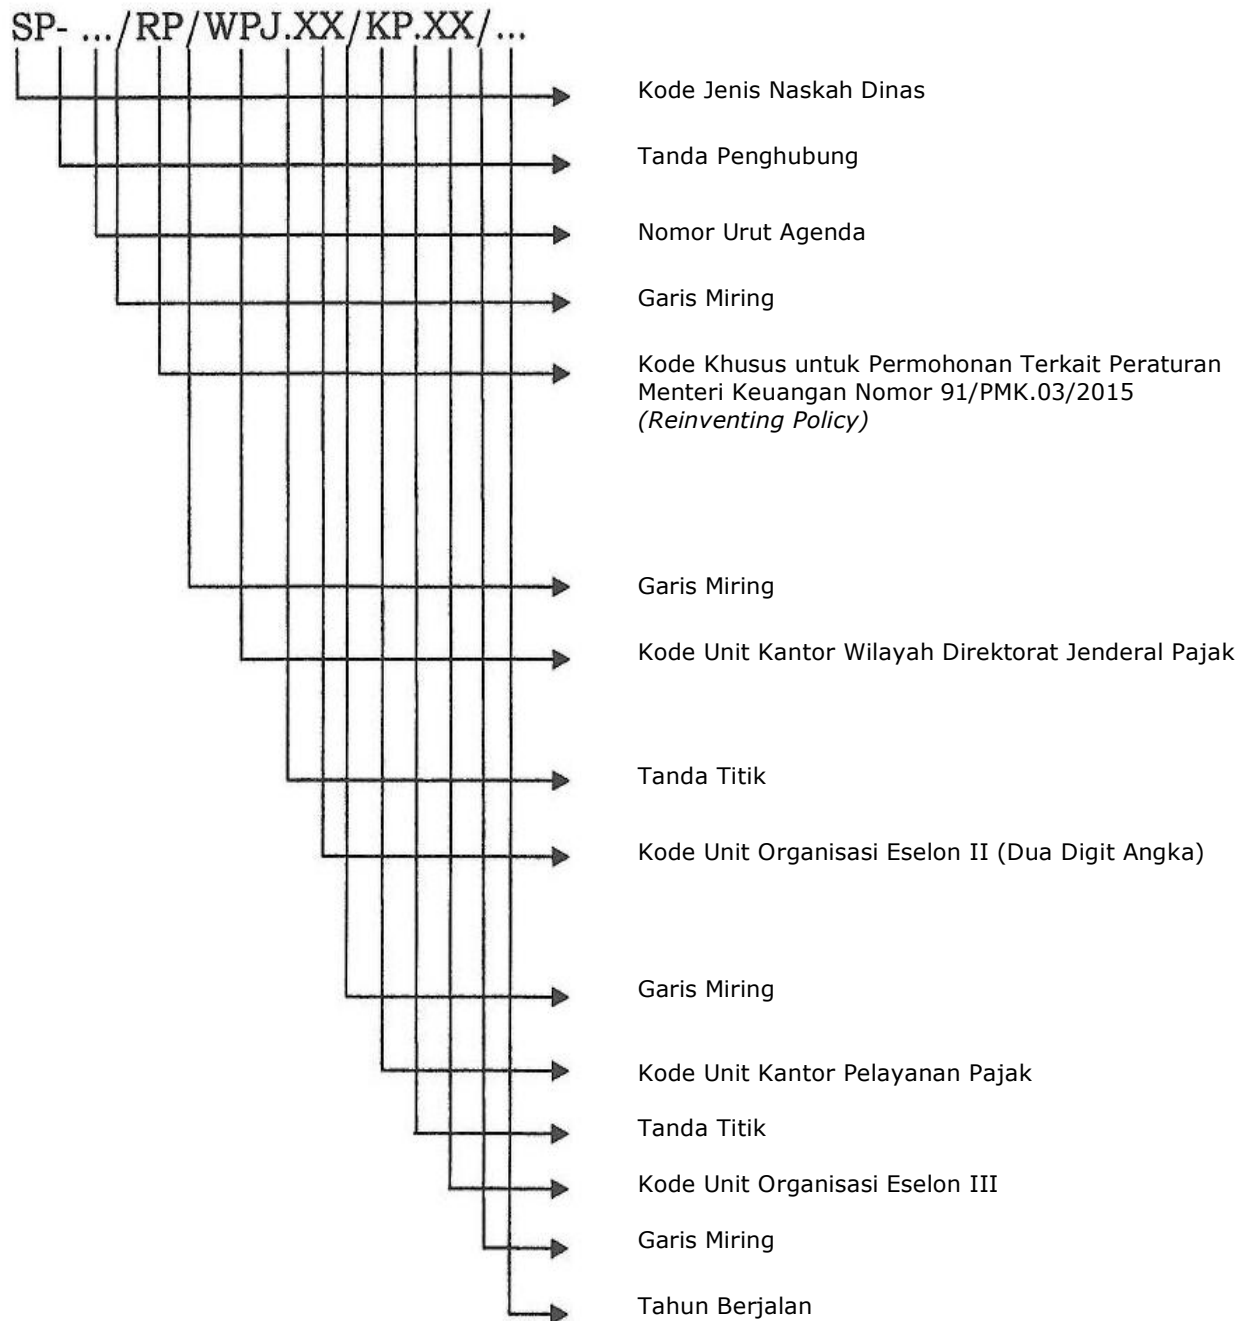 SP- .../RP/WPJ.XX/KP.XX/...
Kode Jenis Naskah Dinas
Tanda Penghubung
Nomor Urut Agenda
Garis Miring
Kode Khusus untuk Permohonan Terkait Peraturan
Menteri Keuangan Nomor 91/PMK.03/2015
(Reinventing Policy)
Garis Miring
Kode Unit Kantor Wilayah Direktorat Jenderal Pajak
Tanda Titik
Kode Unit Organisasi Eselon II (Dua Digit Angka)
Garis Miring
Kode Unit Kantor Pelayanan Pajak
Tanda Titik
Kode Unit Organisasi Eselon III
Garis Miring
Tahun Berjalan